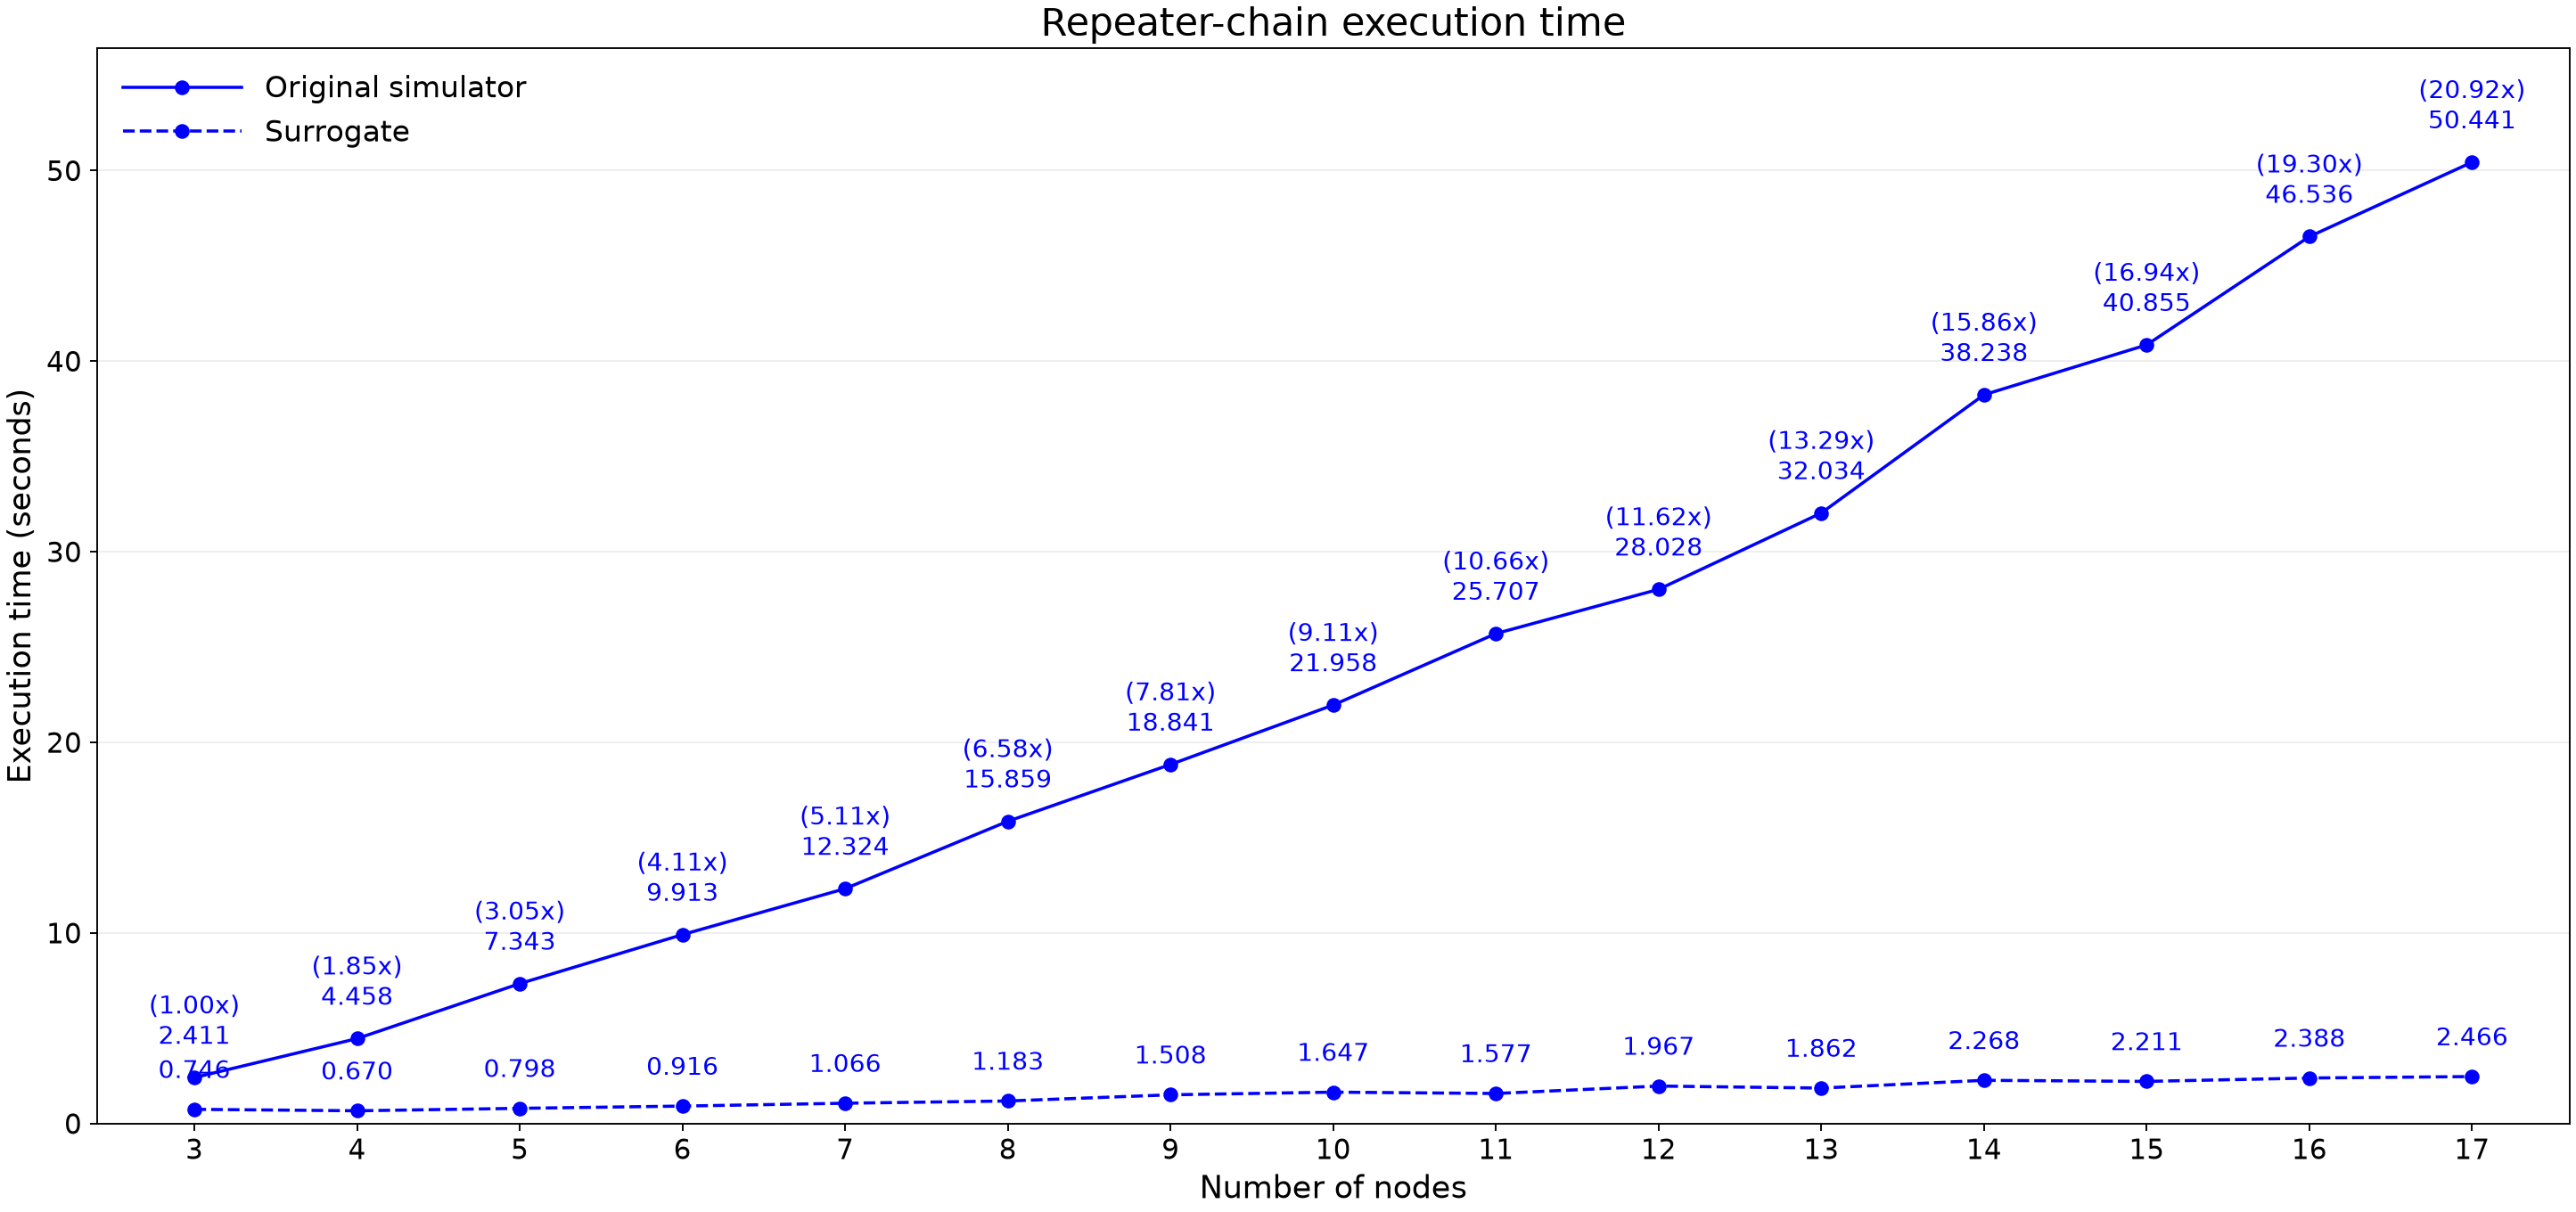 Repeater-chain execution time
Original simulator
Surrogate
Execution time (seconds)
50
40
30
20
10
0
(1.00x)
2.411
(1.85x)
4.458
(3.05x)
7.343
(4.11x)
9.913
(5.11x)
12.324
(6.58x)
15.859
(7.81x)
18.841
(9.11x)
21.958
(10.66x)
25.707
(11.62x)
28.028
(13.29x)
32.034
(15.86x)
38.238
(16.94x)
40.855
(19.30x)
46.536
(20.92x)
50.441
0.746
0.670
0.798
0.916
1.066
1.183
1.508
1.647
1.577
1.967
1.862
2.268
2.211
2.388
2.466
3 4 5 6 7 8 9 10 11 12 13 14 15 16 17
Number of nodes